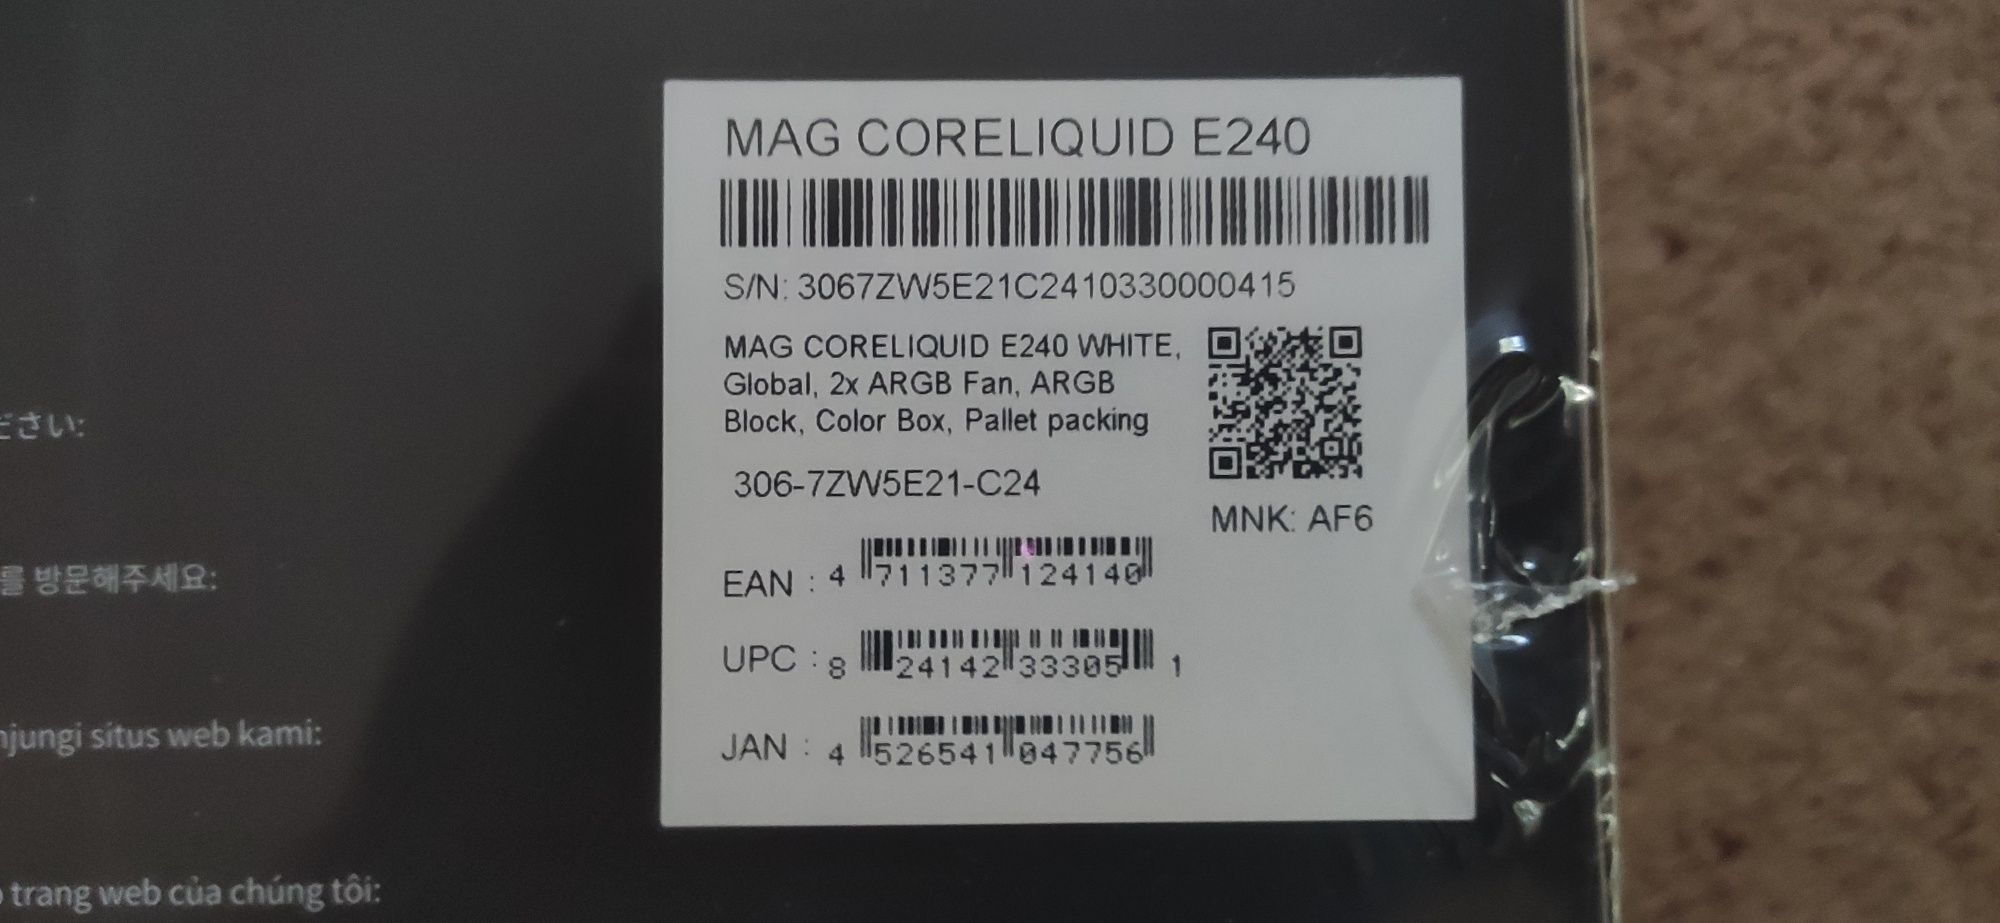 MAG CORELIQUID E240
S/N: 3067ZW5E21C2410330000415
MAG CORELIQUID E240 WHITE,
Global, 2x ARGB Fan, ARGB
Block, Color Box, Pallet packing
306-7ZW5E21-C24
MNK: AF6
EAN : 4 711377 124140
UPC : 8 24142 33305 1
JAN : 4 526541 047756
ださい:
를 방문해주세요:
njungi situs web kami:
trang web của chúng tôi: